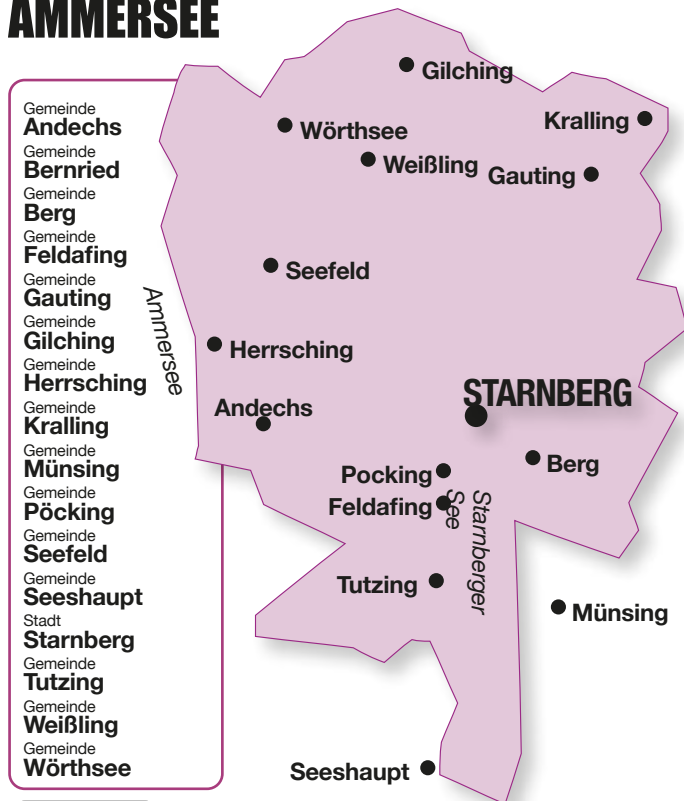 AMMERSEE
Gemeinde
Andechs
Gemeinde
Bernried
Gemeinde
Berg
Gemeinde
Feldafing
Gemeinde
Gauting
Gemeinde
Gilching
Gemeinde
Herrsching
Gemeinde
Kralling
Gemeinde
Münsing
Gemeinde
Pöcking
Gemeinde
Seefeld
Gemeinde
Seeshaupt
Stadt
Starnberg
Gemeinde
Tutzing
Gemeinde
Weißling
Gemeinde
Wörthsee
Gilching
Kralling
Wörthsee
Weißling
Gauting
Seefeld
Ammersee
Herrsching
STARNBERG
Andechs
Berg
Pocking
Feldafing
Starnberger
See
Tutzing
Münsing
Seeshaupt